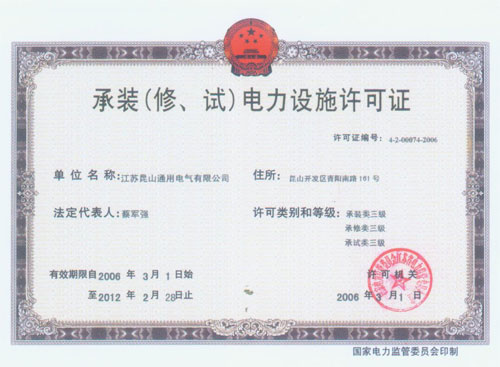 承装(修、试)电力设施许可证
许可证编号: 4-2-00074-2006
单位名称:江苏昆山通用电气有限公司 住所: 昆山开发区青阳南路161号
法定代表人:蔡军强 许可类别和等级: 承装类三级
承修类三级
承试类三级
有效期限自2006年3月1日始 许可机关
至2012年2月28日止 2006年3月1日
国家电力监管委员会印制